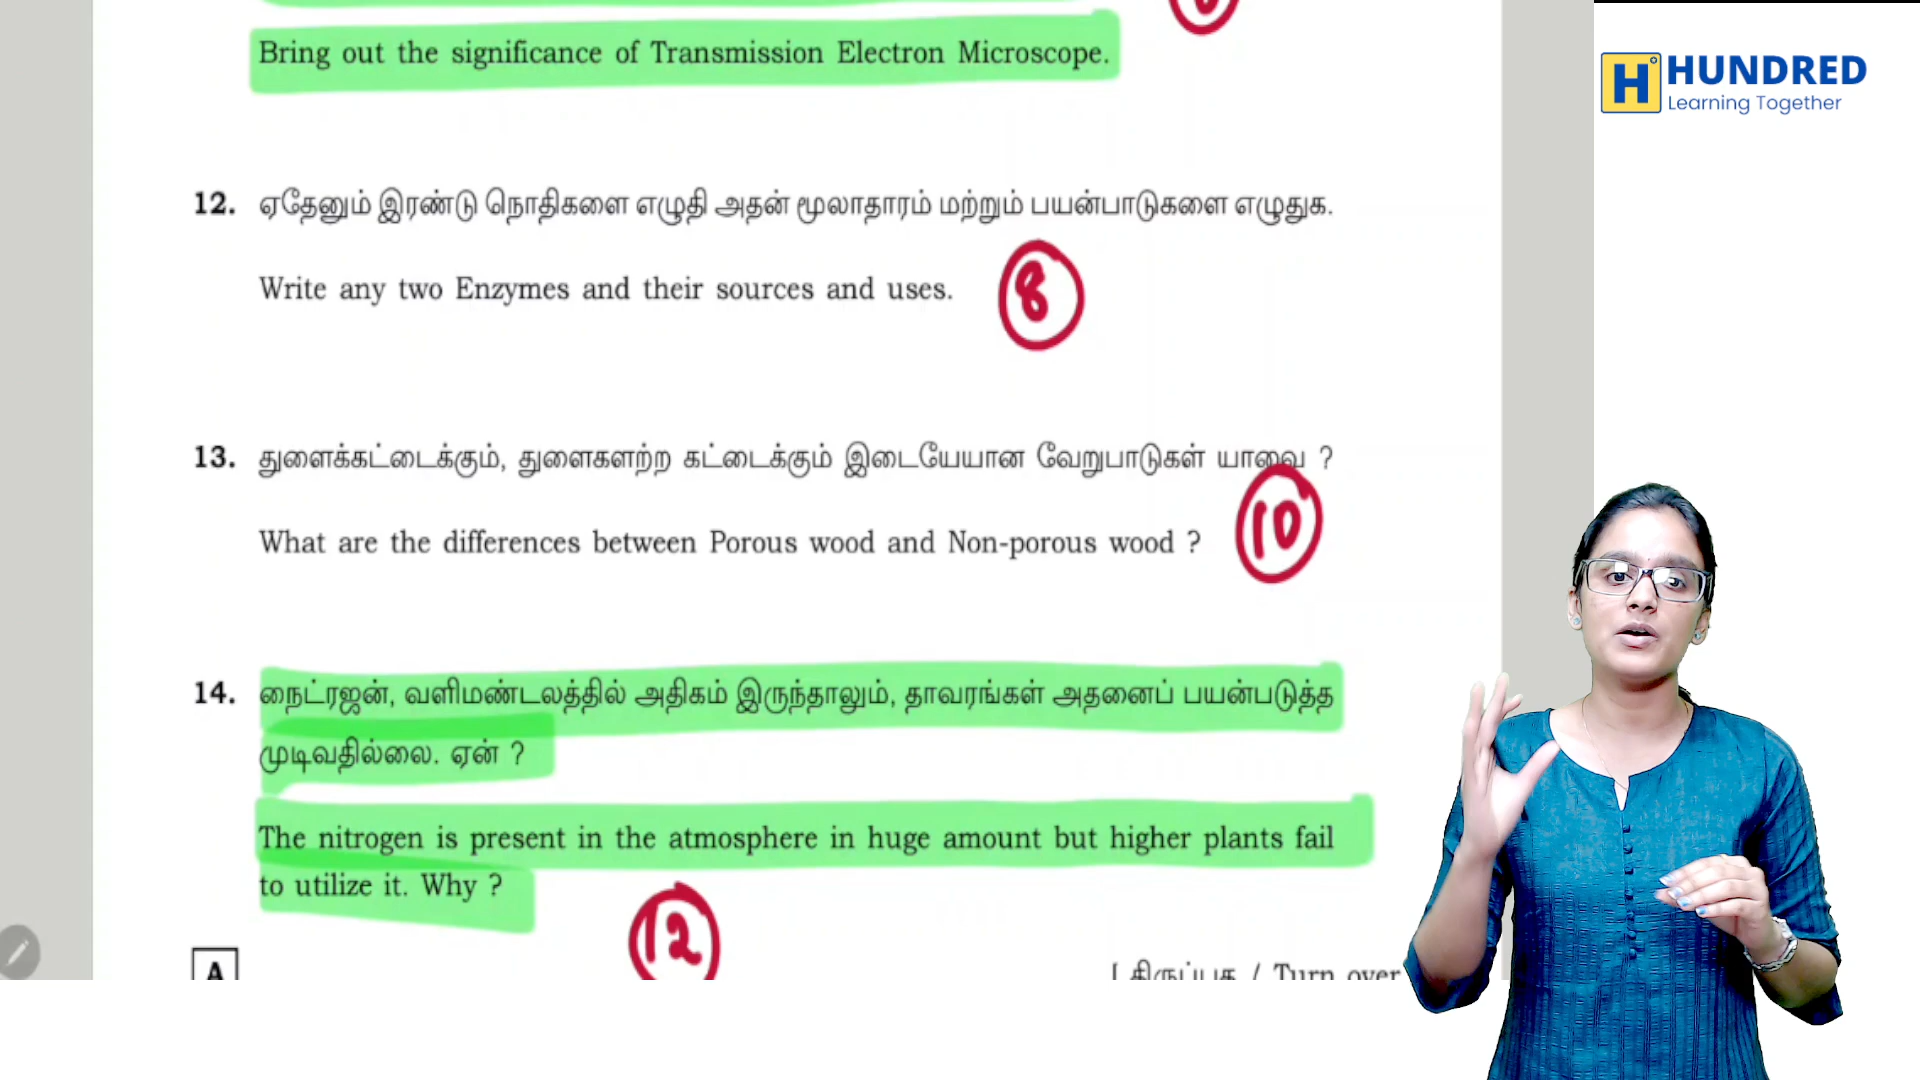 Bring out the significance of Transmission Electron Microscope.
HUNDRED
Learning Together
12. ஏதேனும் இரண்டு நொதிகளை எழுதி அதன் மூலாதாரம் மற்றும் பயன்பாடுகளை எழுதுக.
Write any two Enzymes and their sources and uses.
8
13. துளைக்கட்டைக்கும், துளைகளற்ற கட்டைக்கும் இடையேயான வேறுபாடுகள் யாவை ?
What are the differences between Porous wood and Non-porous wood ?
10
14. நைட்ரஜன், வளிமண்டலத்தில் அதிகம் இருந்தாலும், தாவரங்கள் அதனைப் பயன்படுத்த
முடிவதில்லை. ஏன் ?
The nitrogen is present in the atmosphere in huge amount but higher plants fail
to utilize it. Why ?
12
A
[ திருப்புக / Turn over